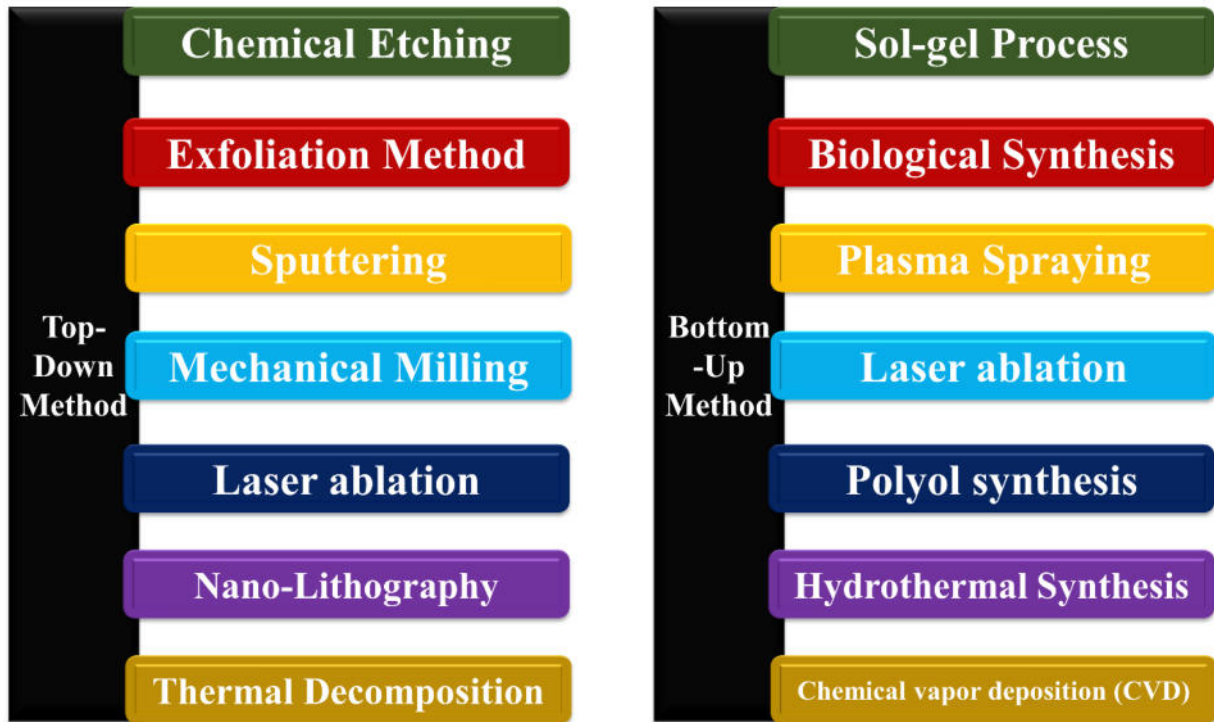 Top-
Down
Method
Chemical Etching
Exfoliation Method
Sputtering
Mechanical Milling
Laser ablation
Nano-Lithography
Thermal Decomposition
Bottom
-Up
Method
Sol-gel Process
Biological Synthesis
Plasma Spraying
Laser ablation
Polyol synthesis
Hydrothermal Synthesis
Chemical vapor deposition (CVD)